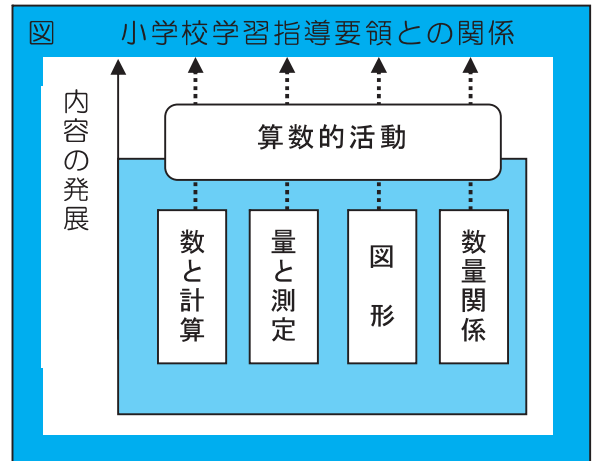 図 小学校学習指導要領との関係
内容の発展
算数的活動
数と計算
量と測定
図形
数量関係